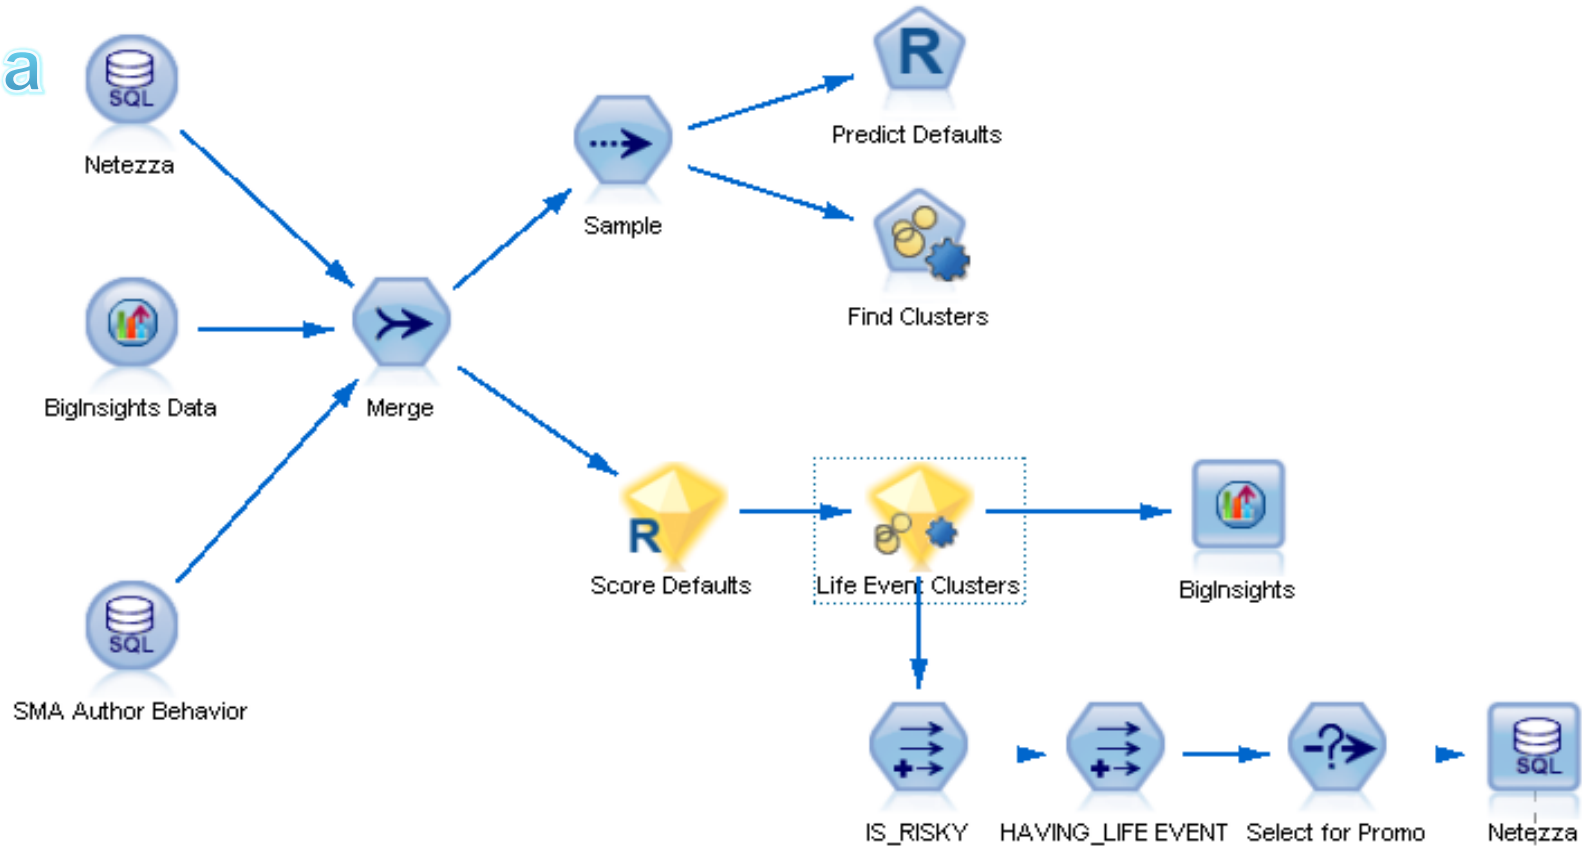 a
SQL
Netezza
R
Predict Defaults
Sample
Find Clusters
BigInsights Data
Merge
R
Score Defaults
Life Event Clusters
BigInsights
SQL
SMA Author Behavior
IS_RISKY
HAVING_LIFE EVENT
Select for Promo
SQL
Netezza